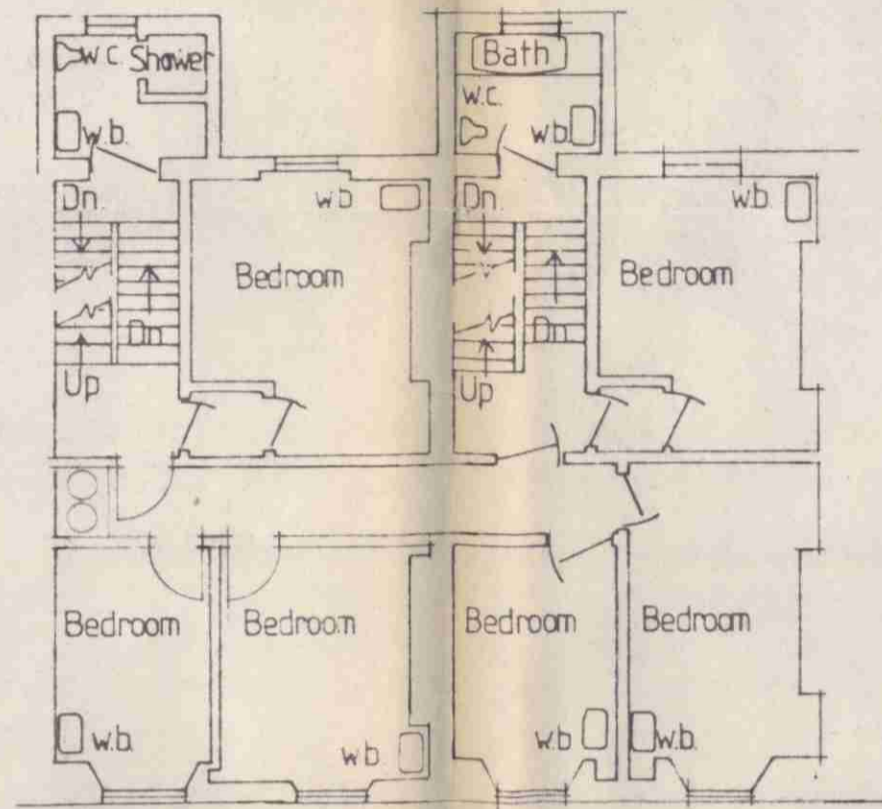 W.C. Shower
Bath
W.C.
w.b.
w.b.
Dn.
w b
Dn.
w.b.
Bedroom
Bedroom
Dn
Dn
Up
Up
Bedroom
Bedroom
Bedroom
Bedroom
w.b.
w b
w.b
w.b.